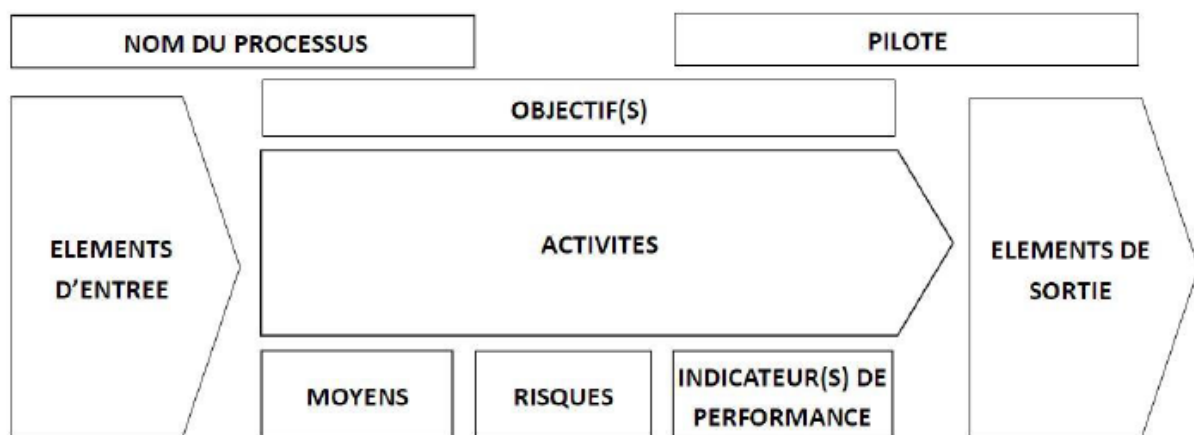 NOM DU PROCESSUS
PILOTE
OBJECTIF(S)
ELEMENTS
D'ENTREE
ACTIVITES
ELEMENTS DE
SORTIE
MOYENS
RISQUES
INDICATEUR(S) DE
PERFORMANCE